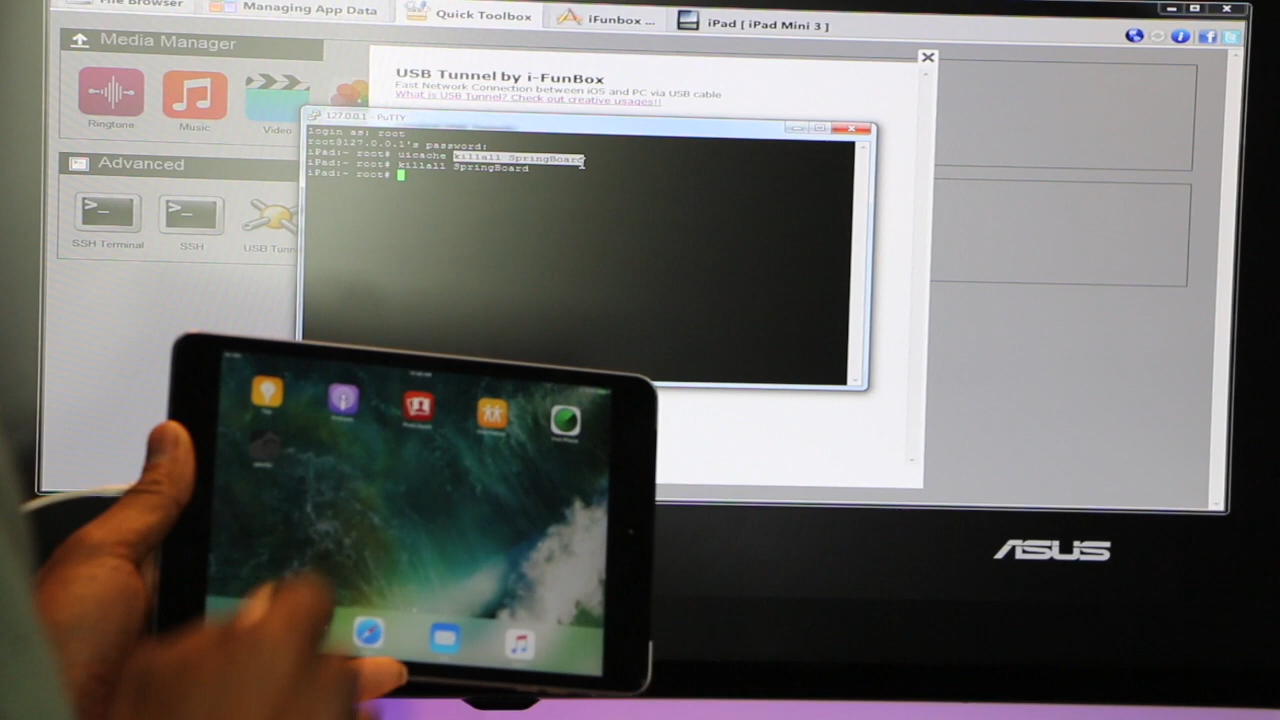 File Browser
Managing App Data
Quick Toolbox
iFunbox ...
iPad [ iPad Mini 3 ]
Media Manager
Ringtone
Music
Video
Advanced
SSH Terminal
SSH
USB Tunn
USB Tunnel by i-FunBox
Fast Network Connection between iOS and PC via USB cable
What is USB Tunnel? Check out creative usages!!
127.0.0.1 - PuTTY
login as: root
root@127.0.0.1's password:
iPad:~ root# uicache killall SpringBoard
iPad:~ root# killall SpringBoard
iPad:~ root#
ASUS